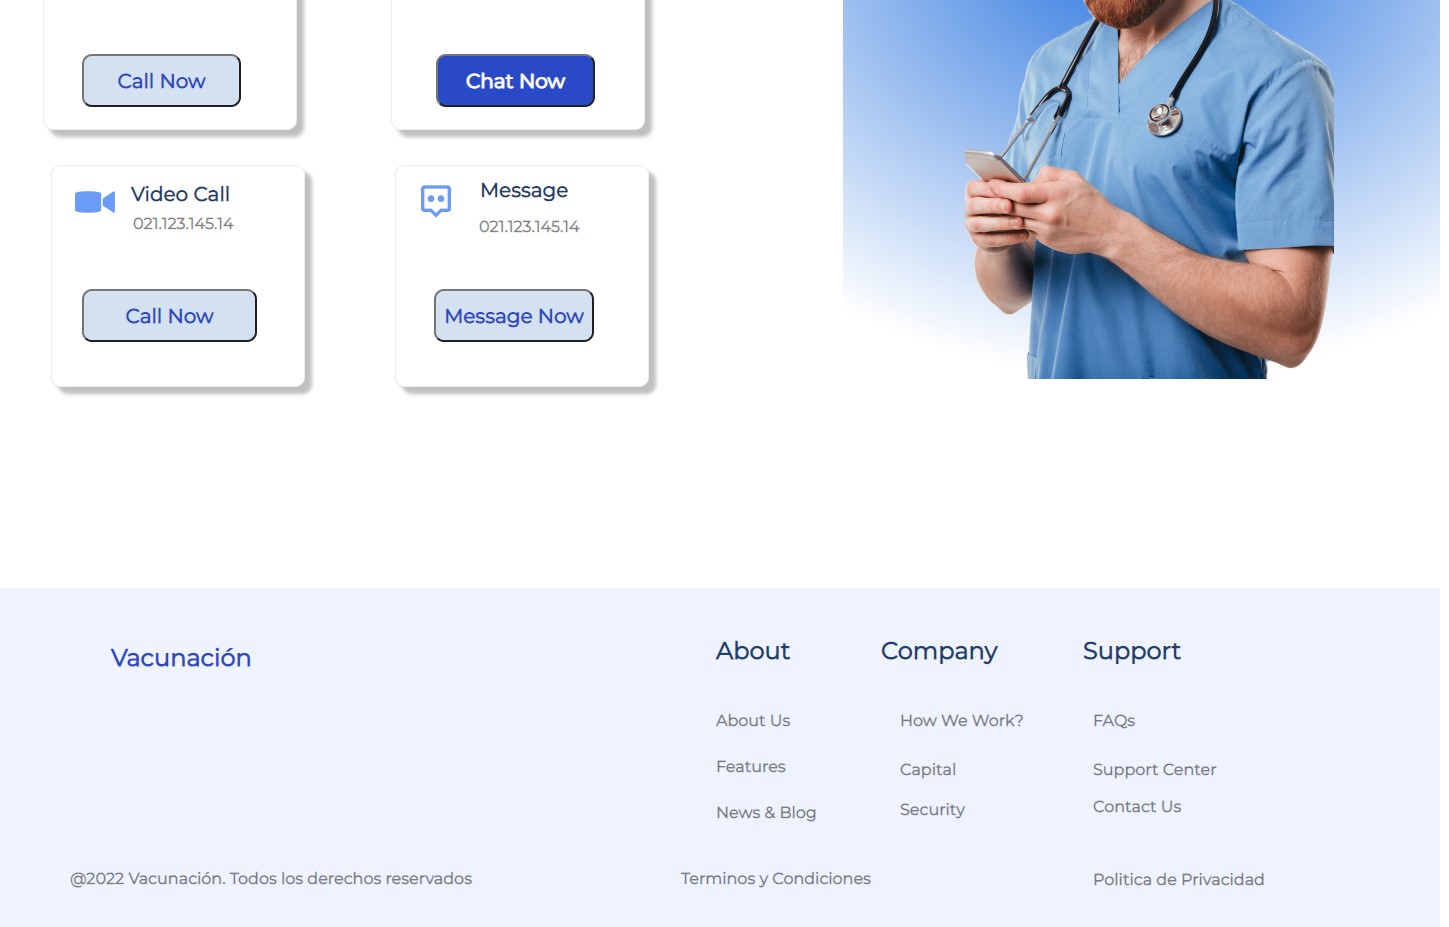 Call Now
Chat Now
Video Call
021.123.145.14
Message
021.123.145.14
Call Now
Message Now
Vacunación
About
Company
Support
About Us
How We Work?
FAQs
Features
Capital
Support Center
News & Blog
Security
Contact Us
@2022 Vacunación. Todos los derechos reservados
Terminos y Condiciones
Politica de Privacidad